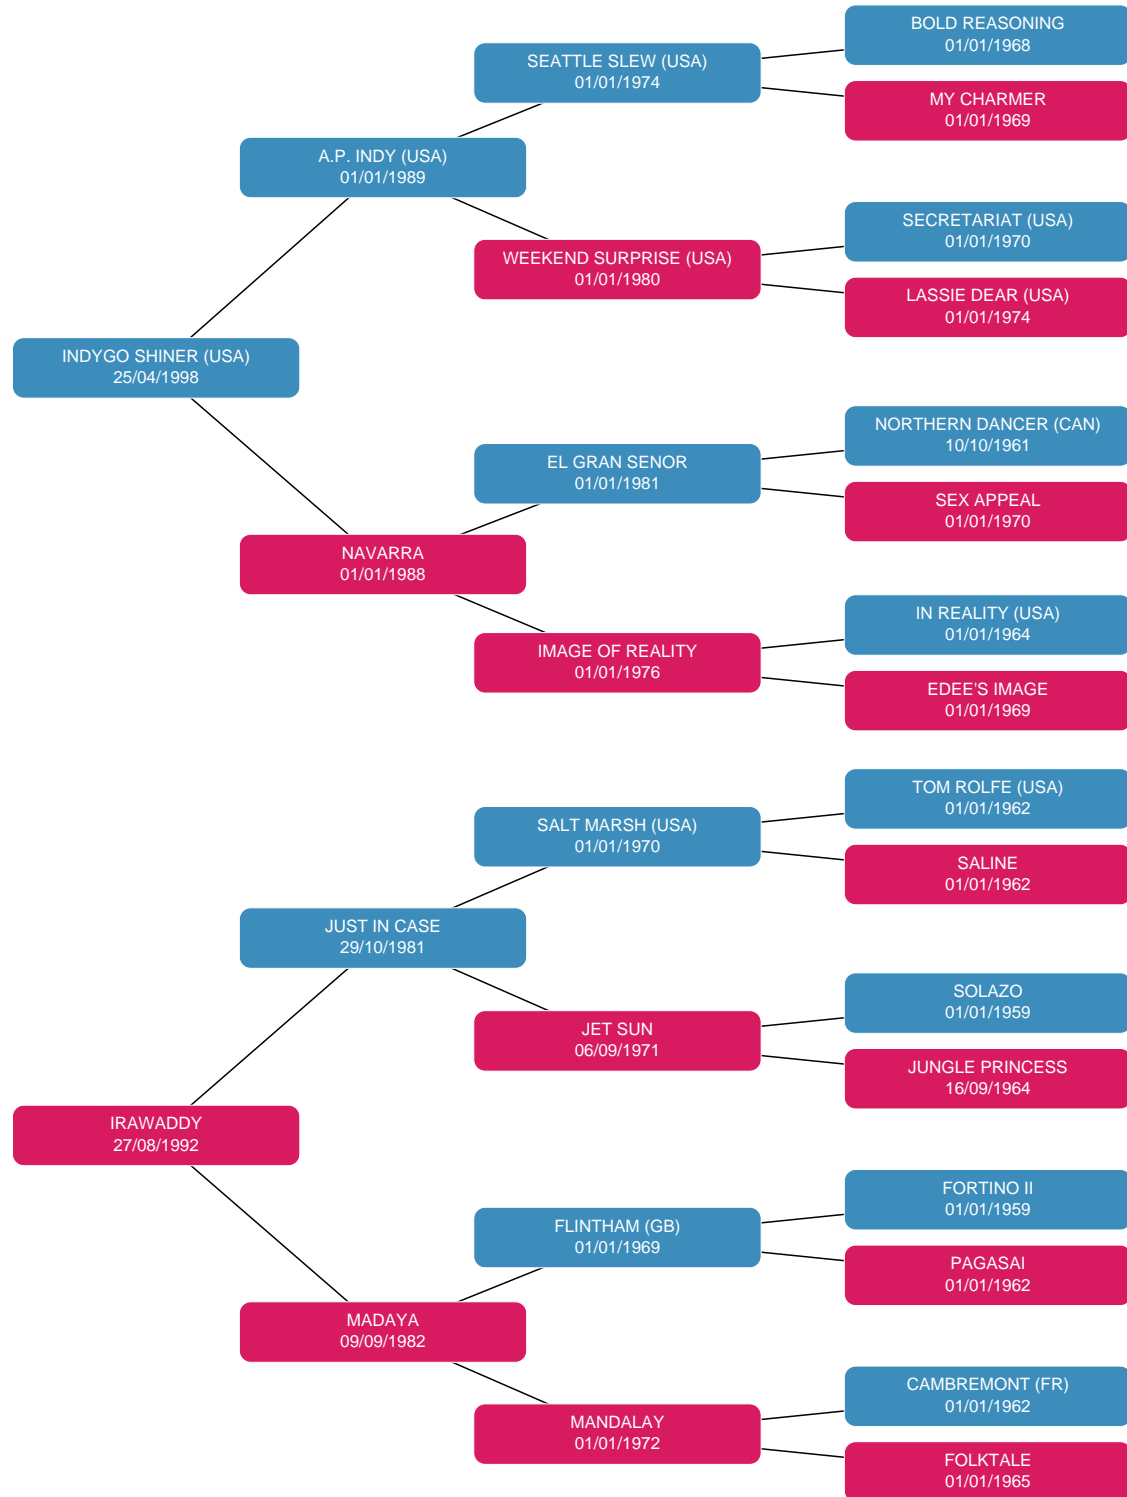 BOLD REASONING
01/01/1968
SEATTLE SLEW (USA)
01/01/1974
MY CHARMER
01/01/1969
A.P. INDY (USA)
01/01/1989
SECRETARIAT (USA)
01/01/1970
WEEKEND SURPRISE (USA)
01/01/1980
LASSIE DEAR (USA)
01/01/1974
INDYGO SHINER (USA)
25/04/1998
NORTHERN DANCER (CAN)
10/10/1961
EL GRAN SENOR
01/01/1981
SEX APPEAL
01/01/1970
NAVARRA
01/01/1988
IN REALITY (USA)
01/01/1964
IMAGE OF REALITY
01/01/1976
EDEE'S IMAGE
01/01/1969
TOM ROLFE (USA)
01/01/1962
SALT MARSH (USA)
01/01/1970
SALINE
01/01/1962
JUST IN CASE
29/10/1981
SOLAZO
01/01/1959
JET SUN
06/09/1971
JUNGLE PRINCESS
16/09/1964
IRAWADDY
27/08/1992
FORTINO II
01/01/1959
FLINTHAM (GB)
01/01/1969
PAGASAI
01/01/1962
MADAYA
09/09/1982
CAMBREMONT (FR)
01/01/1962
MANDALAY
01/01/1972
FOLKTALE
01/01/1965